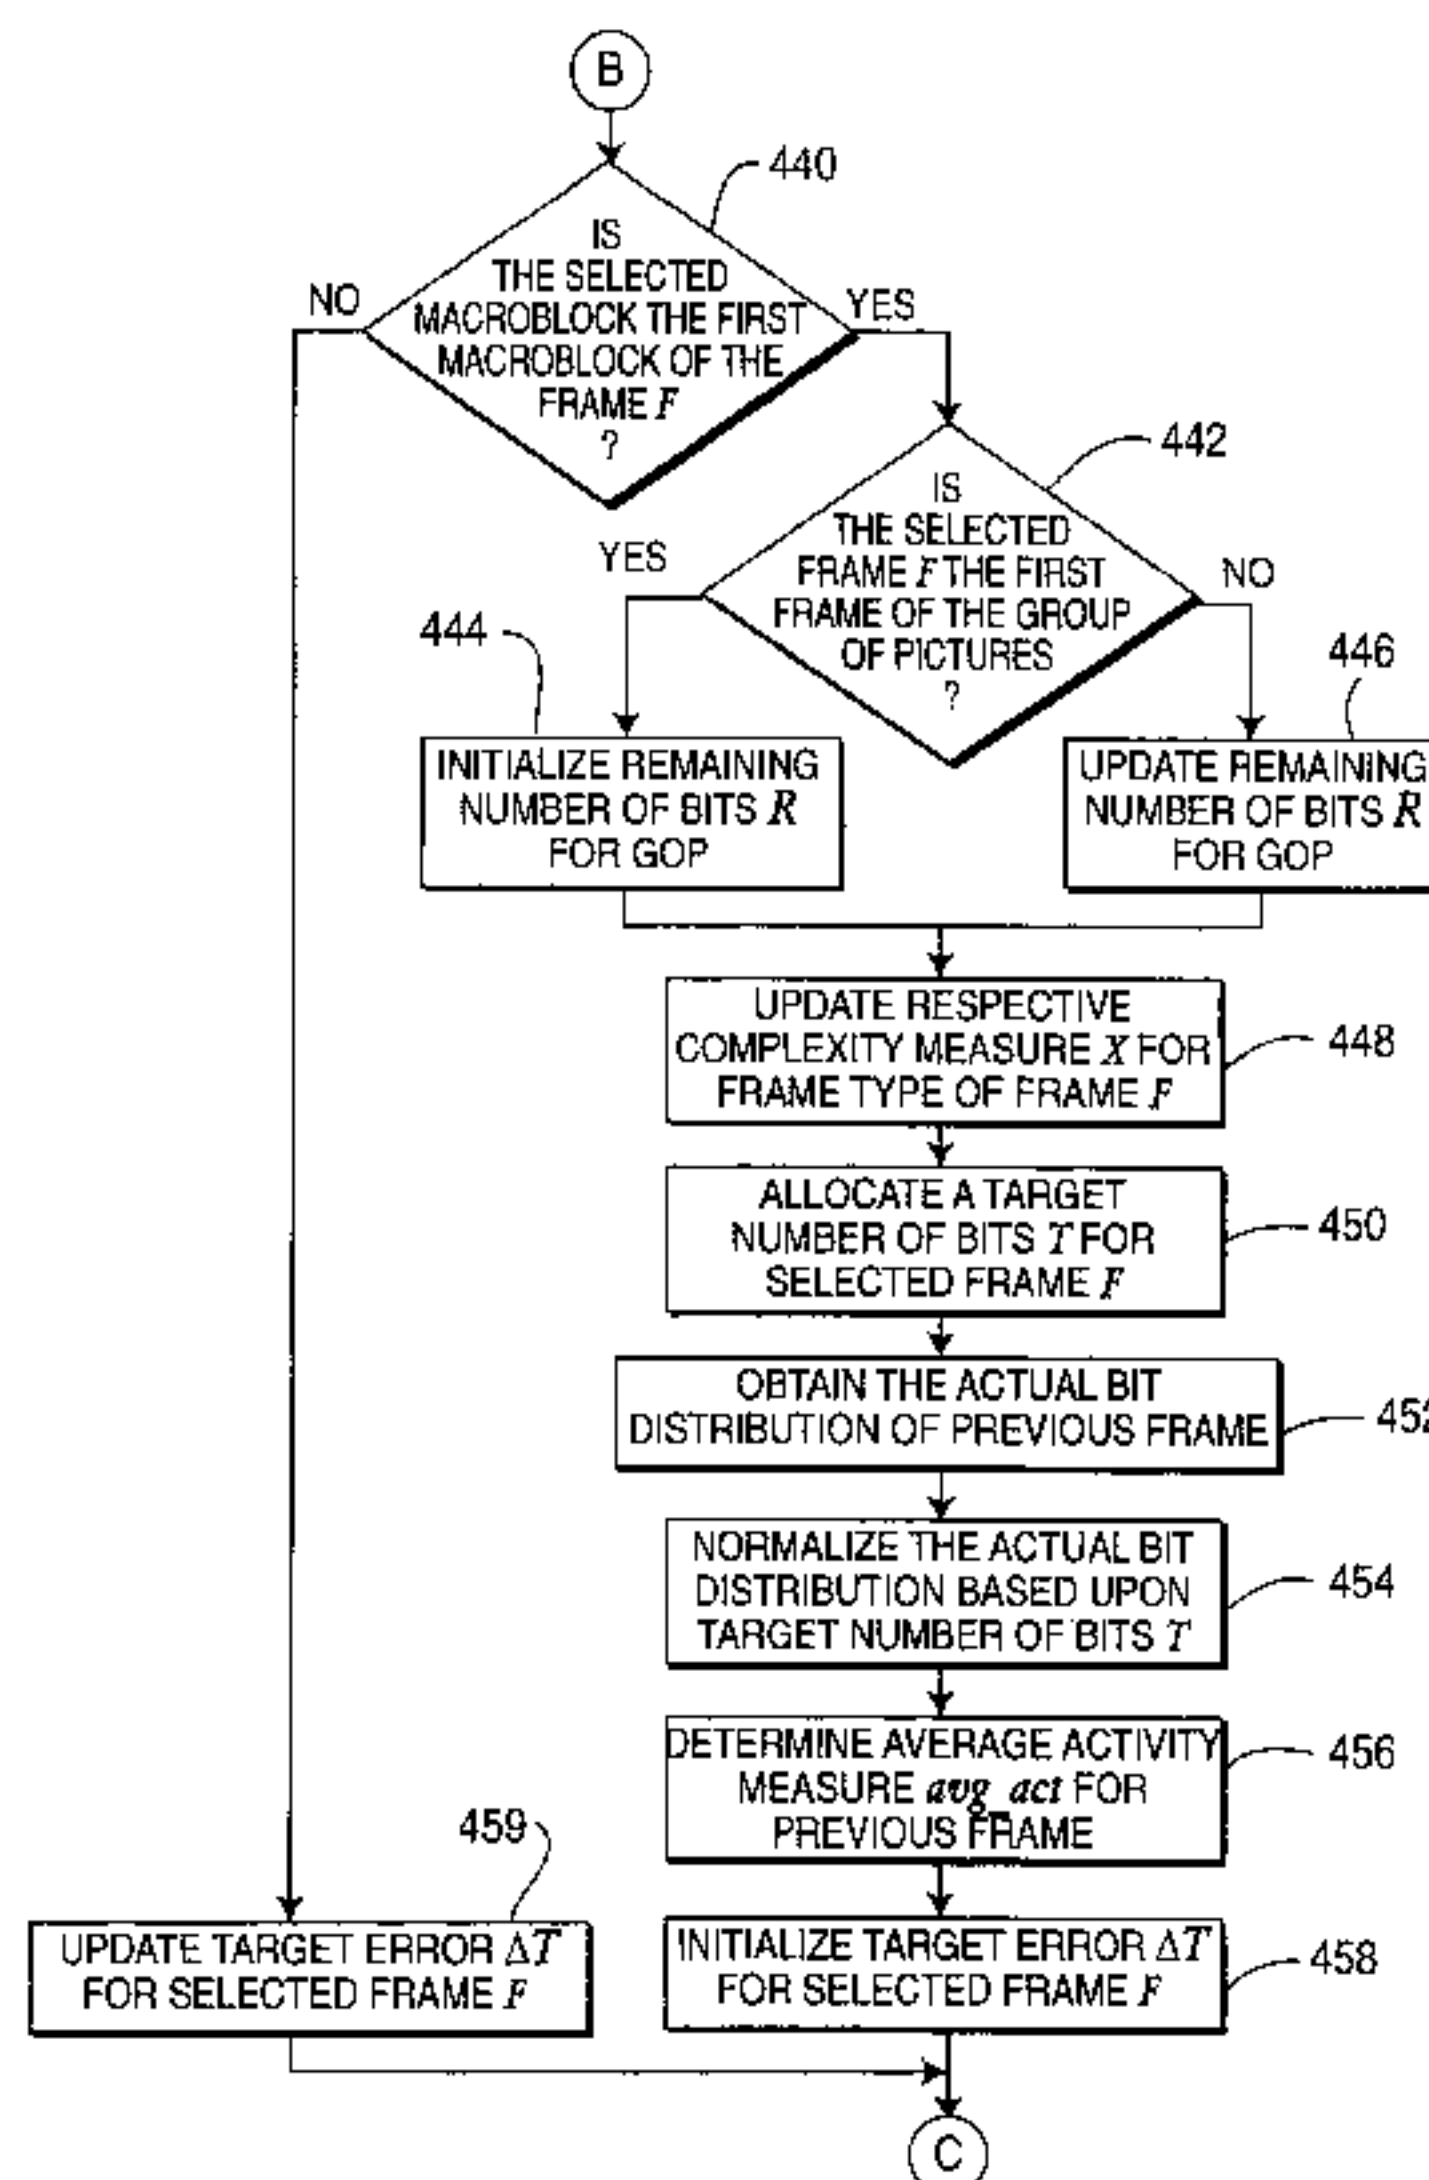 B
440
IS
THE SELECTED
MACROBLOCK THE FIRST
MACROBLOCK OF THE
FRAME F
?
NO
YES
442
IS
THE SELECTED
FRAME F THE FIRST
FRAME OF THE GROUP
OF PICTURES
?
YES
NO
444
446
INITIALIZE REMAINING
NUMBER OF BITS R
FOR GOP
UPDATE REMAINING
NUMBER OF BITS R
FOR GOP
UPDATE RESPECTIVE
COMPLEXITY MEASURE X FOR
FRAME TYPE OF FRAME F
448
ALLOCATE A TARGET
NUMBER OF BITS T FOR
SELECTED FRAME F
450
OBTAIN THE ACTUAL BIT
DISTRIBUTION OF PREVIOUS FRAME
452
NORMALIZE THE ACTUAL BIT
DISTRIBUTION BASED UPON
TARGET NUMBER OF BITS T
454
DETERMINE AVERAGE ACTIVITY
MEASURE avg_act FOR
PREVIOUS FRAME
456
459
UPDATE TARGET ERROR ΔT
FOR SELECTED FRAME F
INITIALIZE TARGET ERROR ΔT
FOR SELECTED FRAME F
458
C